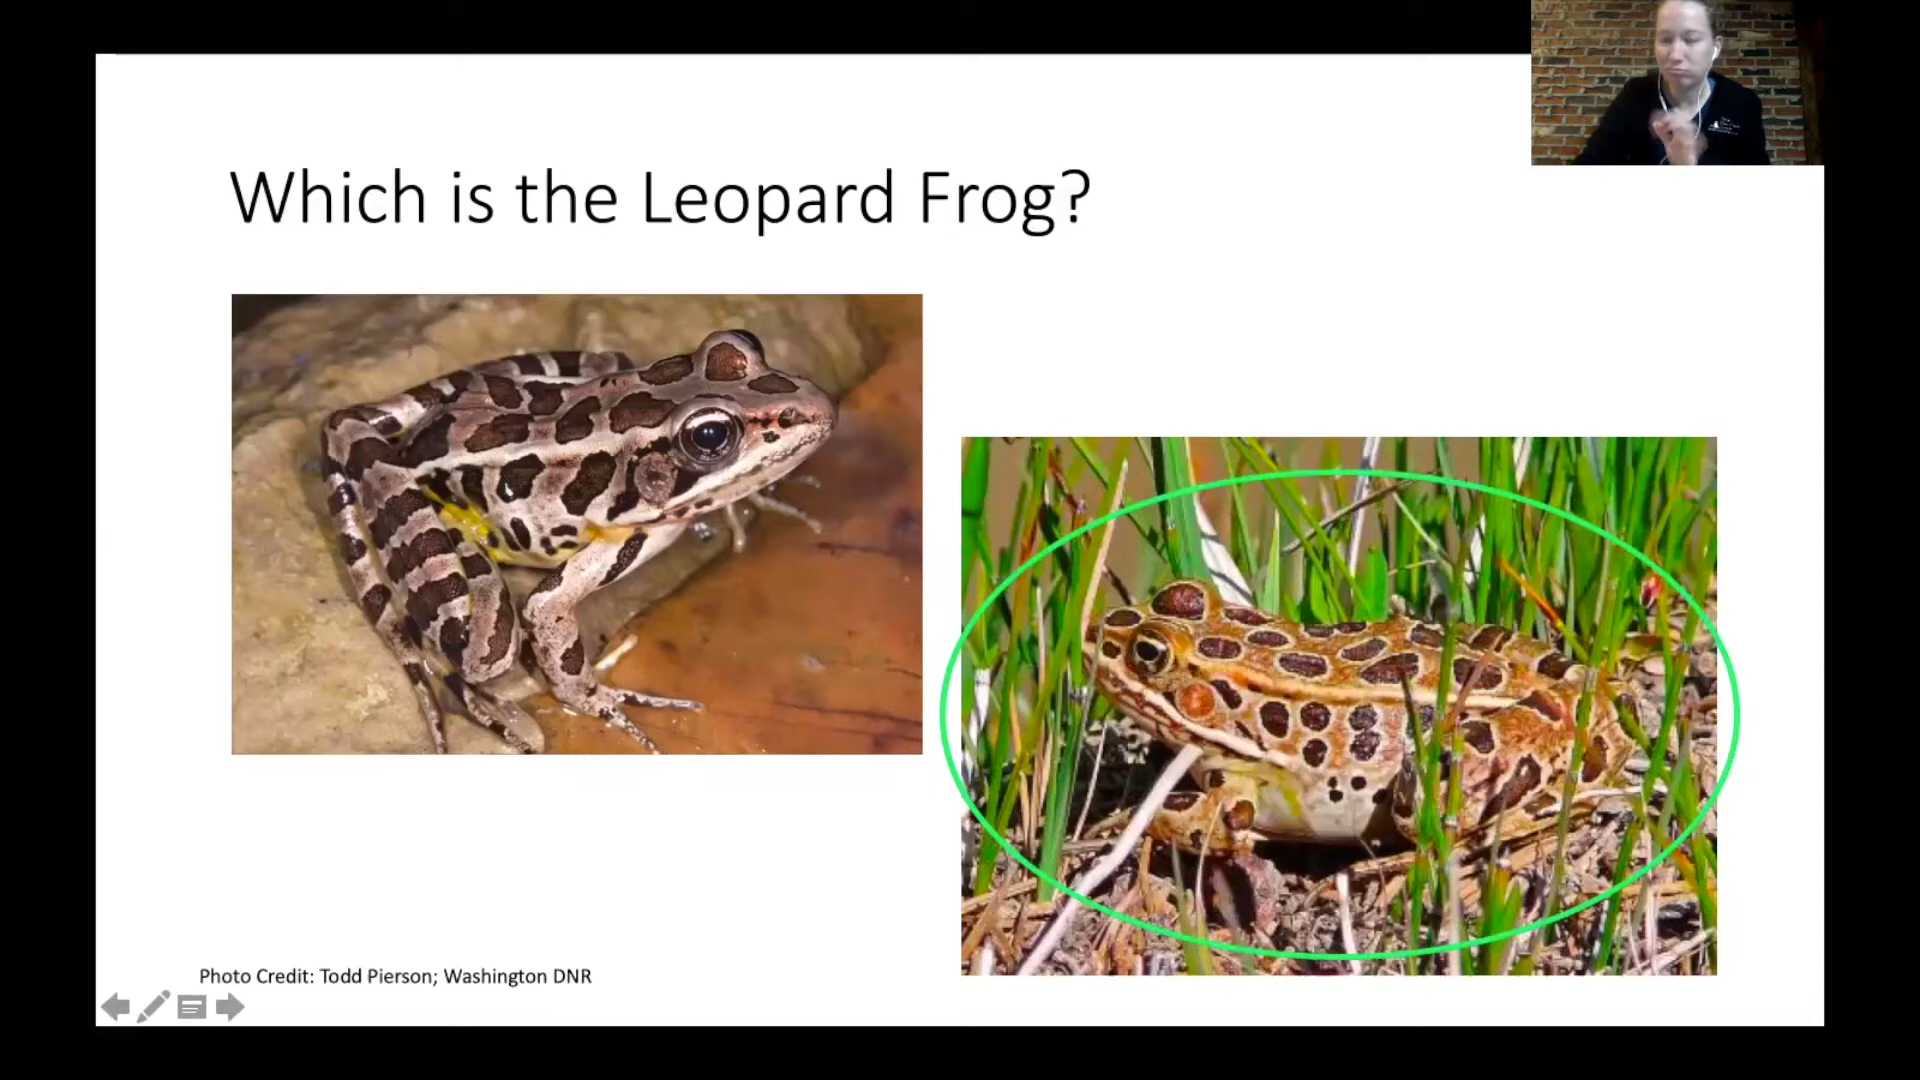 Which is the Leopard Frog?
Photo Credit: Todd Pierson; Washington DNR